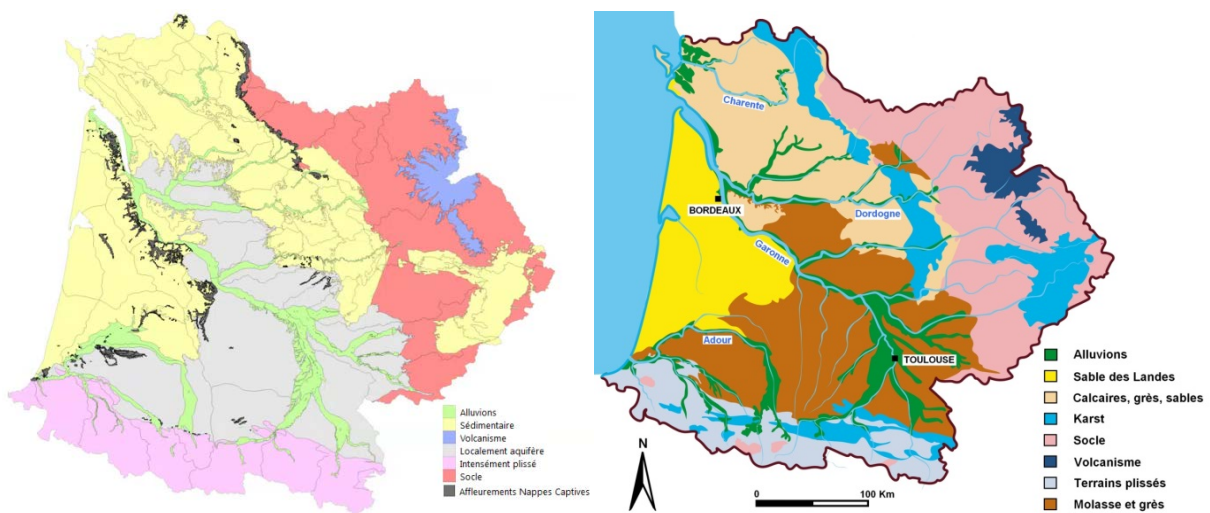 Alluvions
Sédimentaire
Volcanisme
Localement aquifère
Intensément plissé
Socle
Affleurements Nappes Captives
Charente
BORDEAUX
Dordogne
Garonne
Adour
TOULOUSE
N
0 100 Km
Alluvions
Sable des Landes
Calcaires, grès, sables
Karst
Socle
Volcanisme
Terrains plissés
Molasse et grès